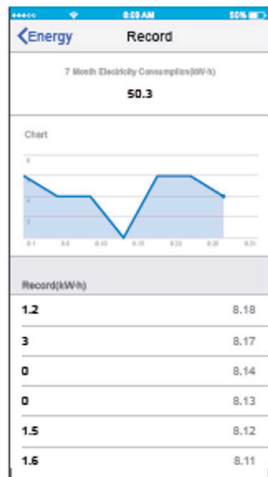 8:08 AM 50%
Energy Record
7 Month Electricity Consumption(kW·h)
50.3
Chart
Record(kW·h)
1.2 8.18
3 8.17
0 8.14
0 8.13
1.5 8.12
1.6 8.11